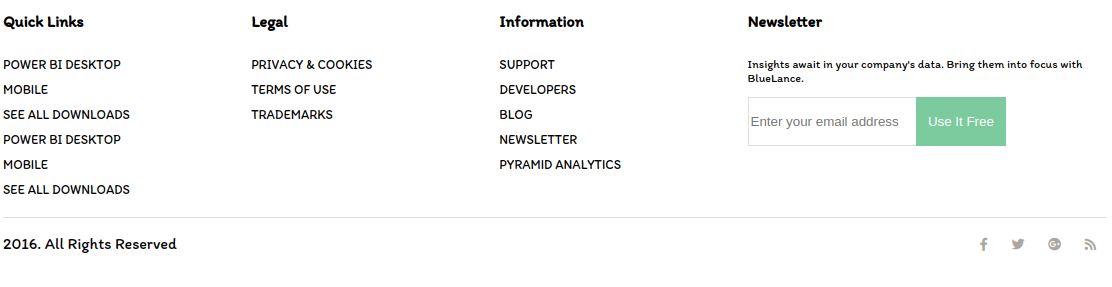 Quick Links
POWER BI DESKTOP
MOBILE
SEE ALL DOWNLOADS
POWER BI DESKTOP
MOBILE
SEE ALL DOWNLOADS
Legal
PRIVACY & COOKIES
TERMS OF USE
TRADEMARKS
Information
SUPPORT
DEVELOPERS
BLOG
NEWSLETTER
PYRAMID ANALYTICS
Newsletter
Insights await in your company's data. Bring them into focus with
BlueLance.
Enter your email address
Use It Free
2016. All Rights Reserved